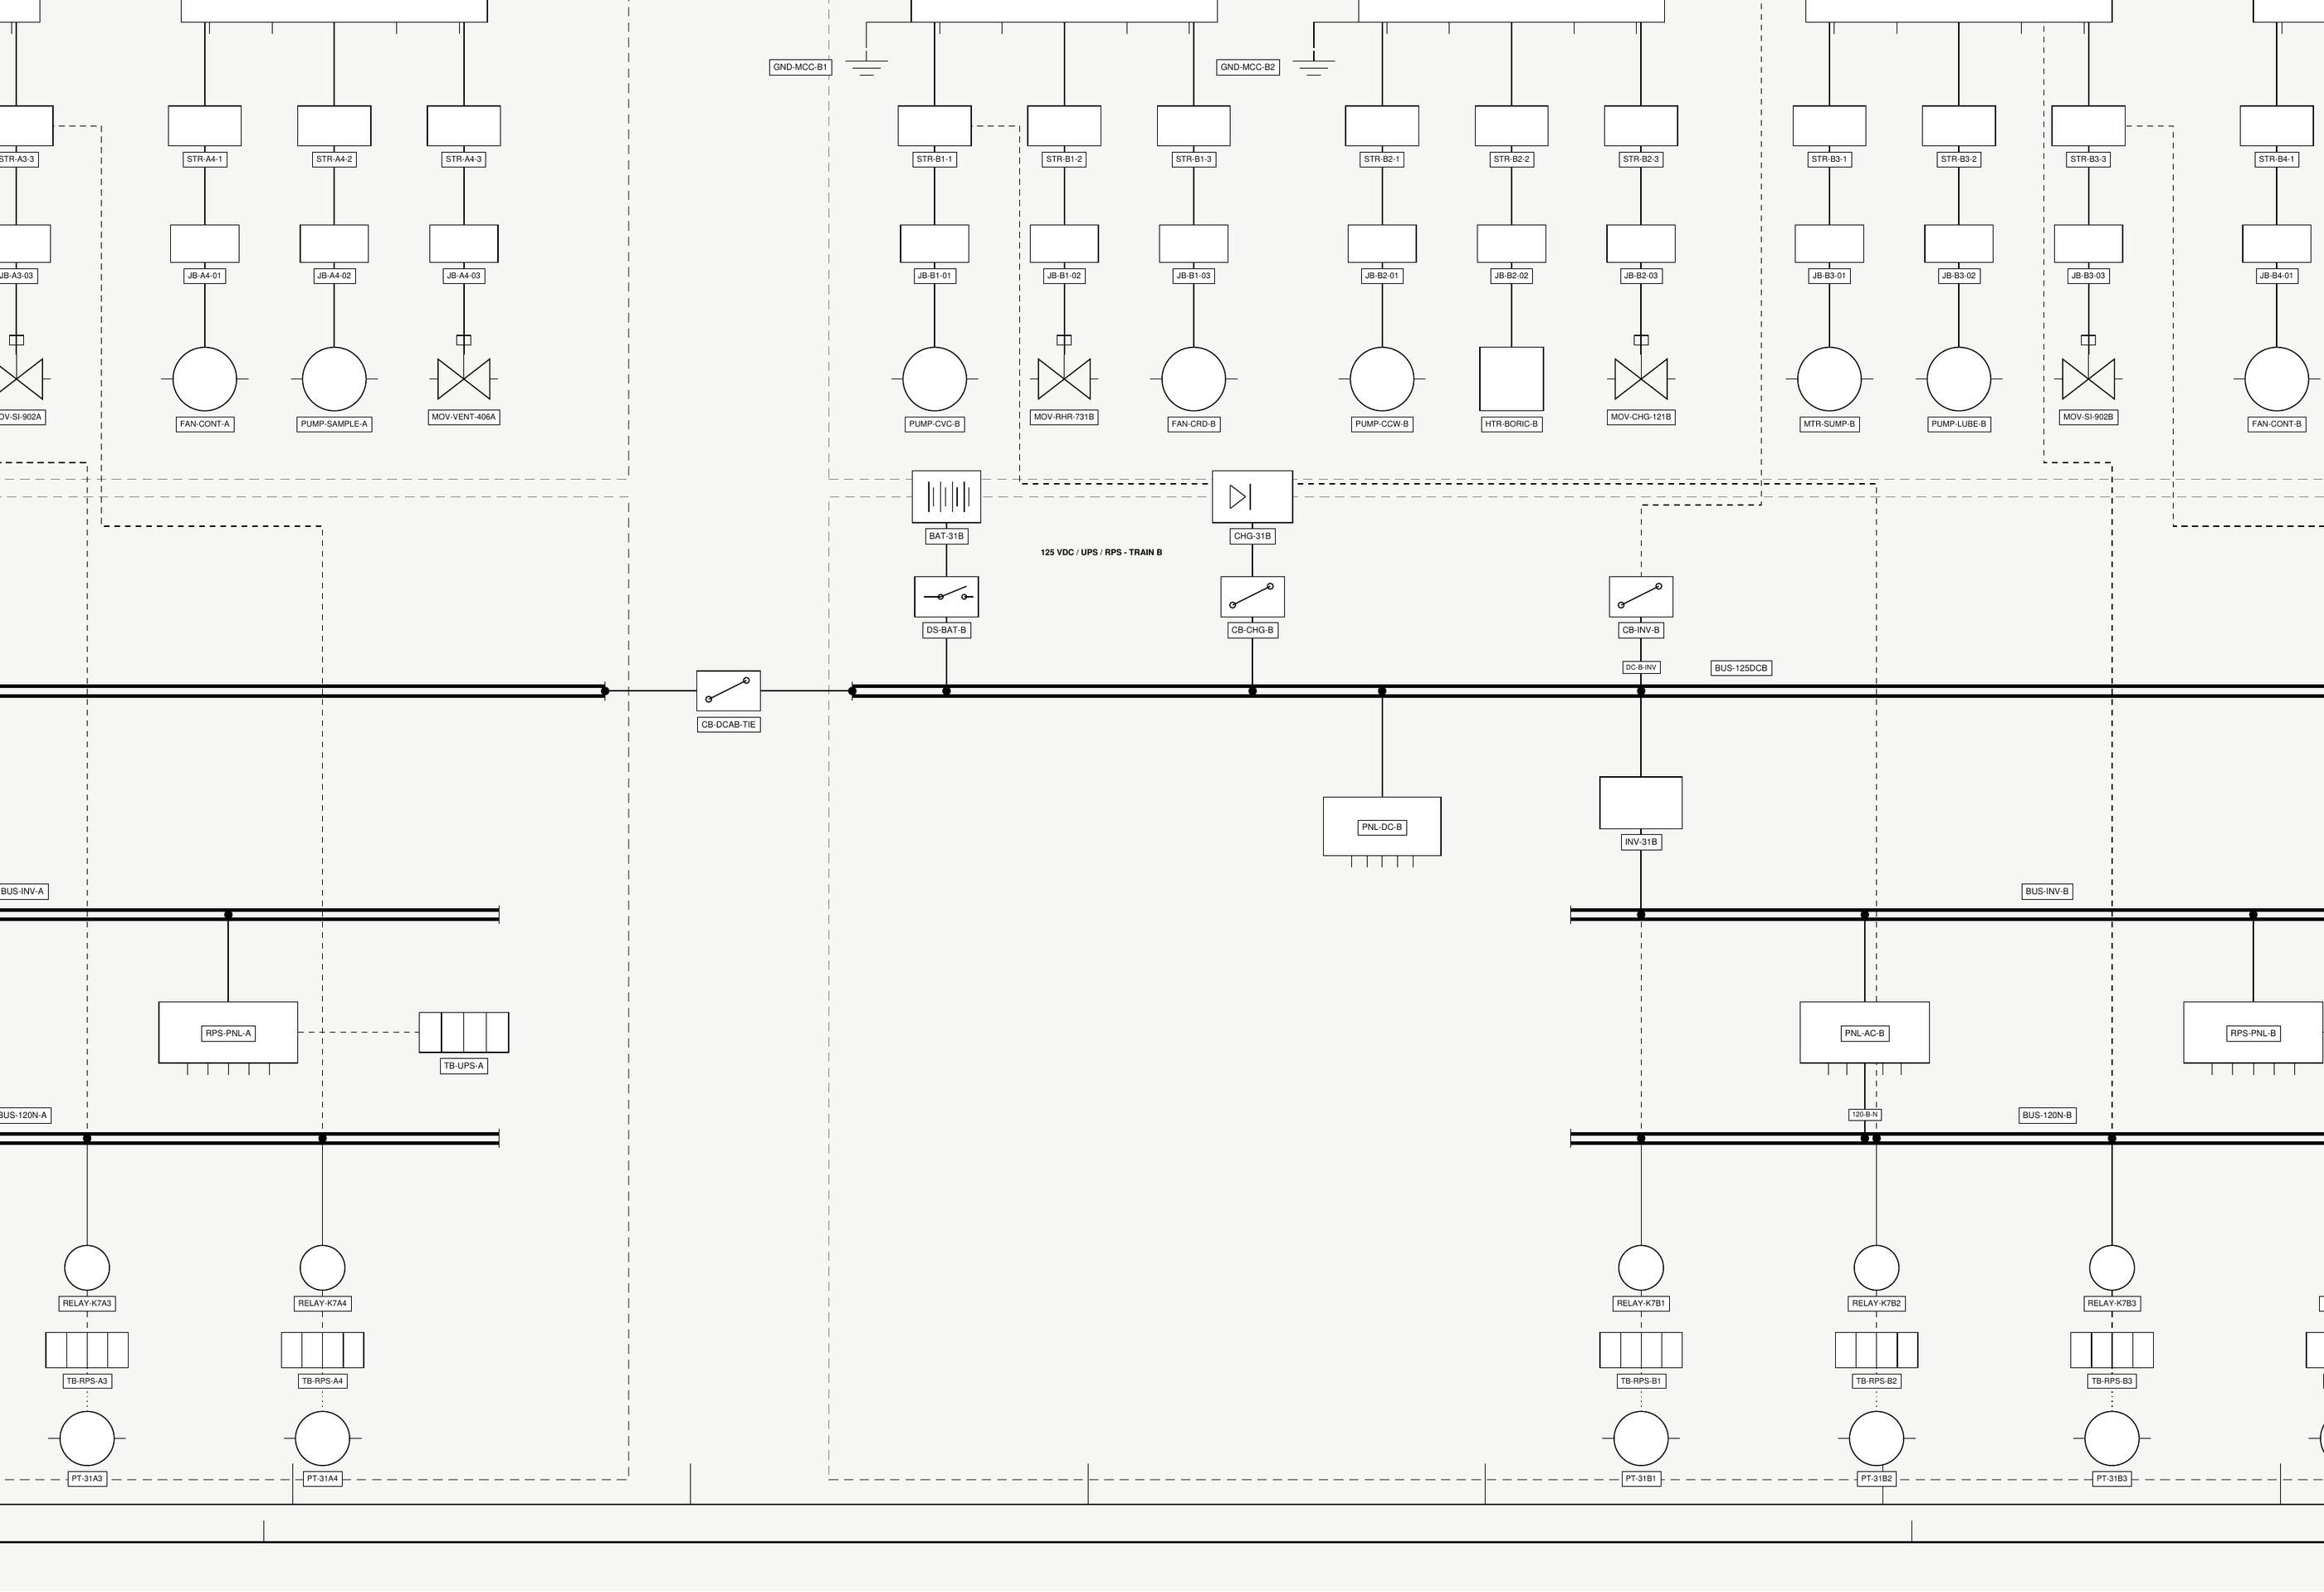 GND-MCC-B1
GND-MCC-B2
STR-A3-3
STR-A4-1
STR-A4-2
STR-A4-3
STR-B1-1
STR-B1-2
STR-B1-3
STR-B2-1
STR-B2-2
STR-B2-3
STR-B3-1
STR-B3-2
STR-B3-3
STR-B4-1
JB-A3-03
JB-A4-01
JB-A4-02
JB-A4-03
JB-B1-01
JB-B1-02
JB-B1-03
JB-B2-01
JB-B2-02
JB-B2-03
JB-B3-01
JB-B3-02
JB-B3-03
JB-B4-01
OV-SI-902A
FAN-CONT-A
PUMP-SAMPLE-A
MOV-VENT-406A
PUMP-CVC-B
MOV-RHR-731B
FAN-CRD-B
PUMP-CCW-B
HTR-BORIC-B
MOV-CHG-121B
MTR-SUMP-B
PUMP-LUBE-B
MOV-SI-902B
FAN-CONT-B
BAT-31B
CHG-31B
125 VDC / UPS / RPS - TRAIN B
DS-BAT-B
CB-CHG-B
CB-INV-B
DC-B-INV
BUS-125DCB
CB-DCAB-TIE
PNL-DC-B
INV-31B
BUS-INV-A
BUS-INV-B
RPS-PNL-A
PNL-AC-B
RPS-PNL-B
TB-UPS-A
BUS-120N-A
120-B-N
BUS-120N-B
RELAY-K7A3
RELAY-K7A4
RELAY-K7B1
RELAY-K7B2
RELAY-K7B3
TB-RPS-A3
TB-RPS-A4
TB-RPS-B1
TB-RPS-B2
TB-RPS-B3
PT-31A3
PT-31A4
PT-31B1
PT-31B2
PT-31B3